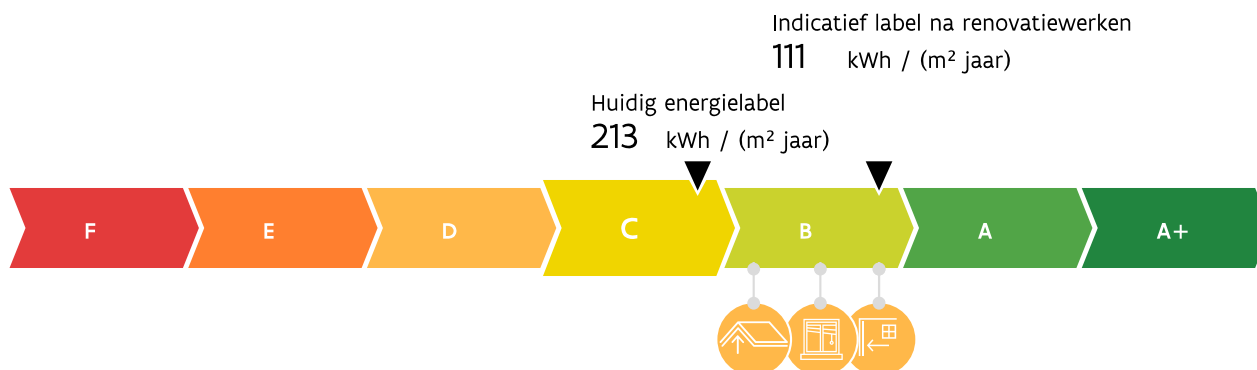 Indicatief label na renovatiewerken
111 kWh / (m² jaar)
Huidig energielabel
213 kWh / (m² jaar)
F E D C B A A+